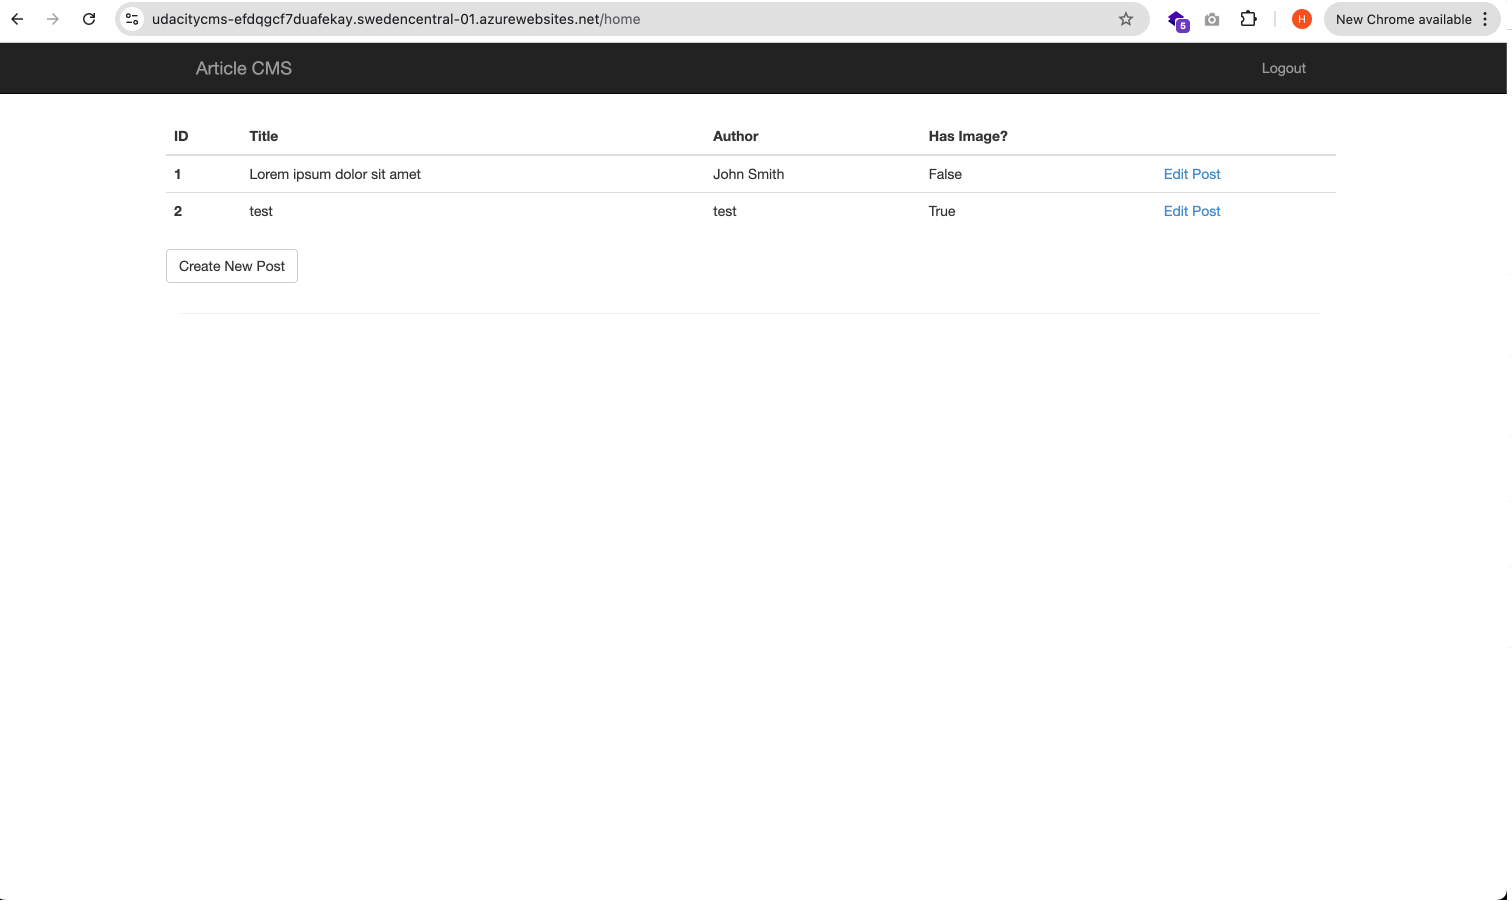 udacitycms-efdqgcf7duafekay.swedencentral-01.azurewebsites.net/home
5
H
New Chrome available
Article CMS
Logout
ID Title Author Has Image?
1 Lorem ipsum dolor sit amet John Smith False Edit Post
2 test test True Edit Post
Create New Post